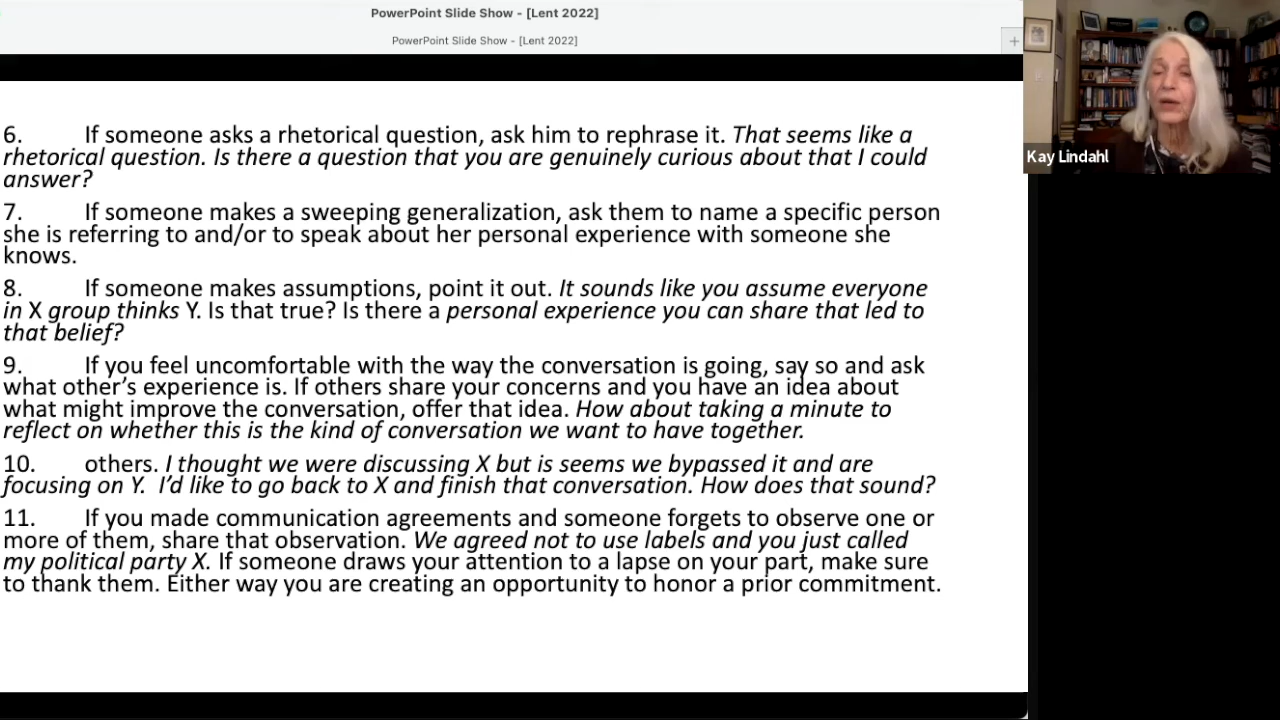 PowerPoint Slide Show - [Lent 2022]
PowerPoint Slide Show - [Lent 2022]
+
Kay Lindahl
6. If someone asks a rhetorical question, ask him to rephrase it. That seems like a
rhetorical question. Is there a question that you are genuinely curious about that I could
answer?
7. If someone makes a sweeping generalization, ask them to name a specific person
she is referring to and/or to speak about her personal experience with someone she
knows.
8. If someone makes assumptions, point it out. It sounds like you assume everyone
in X group thinks Y. Is that true? Is there a personal experience you can share that led to
that belief?
9. If you feel uncomfortable with the way the conversation is going, say so and ask
what other's experience is. If others share your concerns and you have an idea about
what might improve the conversation, offer that idea. How about taking a minute to
reflect on whether this is the kind of conversation we want to have together.
10. others. I thought we were discussing X but is seems we bypassed it and are
focusing on Y. I'd like to go back to X and finish that conversation. How does that sound?
11. If you made communication agreements and someone forgets to observe one or
more of them, share that observation. We agreed not to use labels and you just called
my political party X. If someone draws your attention to a lapse on your part, make sure
to thank them. Either way you are creating an opportunity to honor a prior commitment.